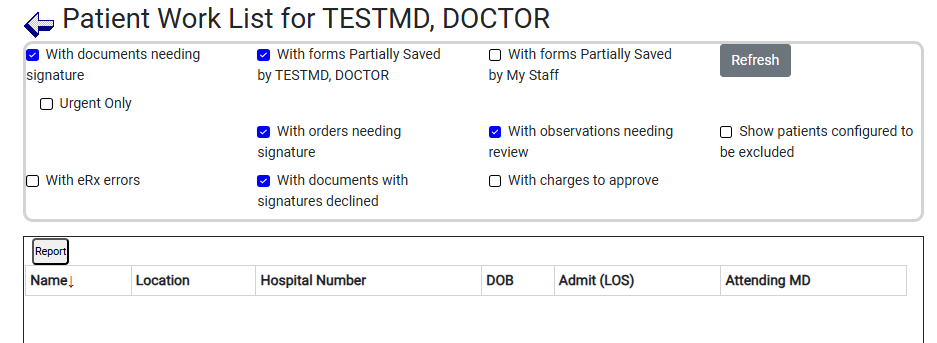 Patient Work List for TESTMD, DOCTOR
With documents needing signature
With forms Partially Saved by TESTMD, DOCTOR
With forms Partially Saved by My Staff
Refresh
Urgent Only
With orders needing signature
With observations needing review
Show patients configured to be excluded
With eRx errors
With documents with signatures declined
With charges to approve
Report
Name↓ Location Hospital Number DOB Admit (LOS) Attending MD